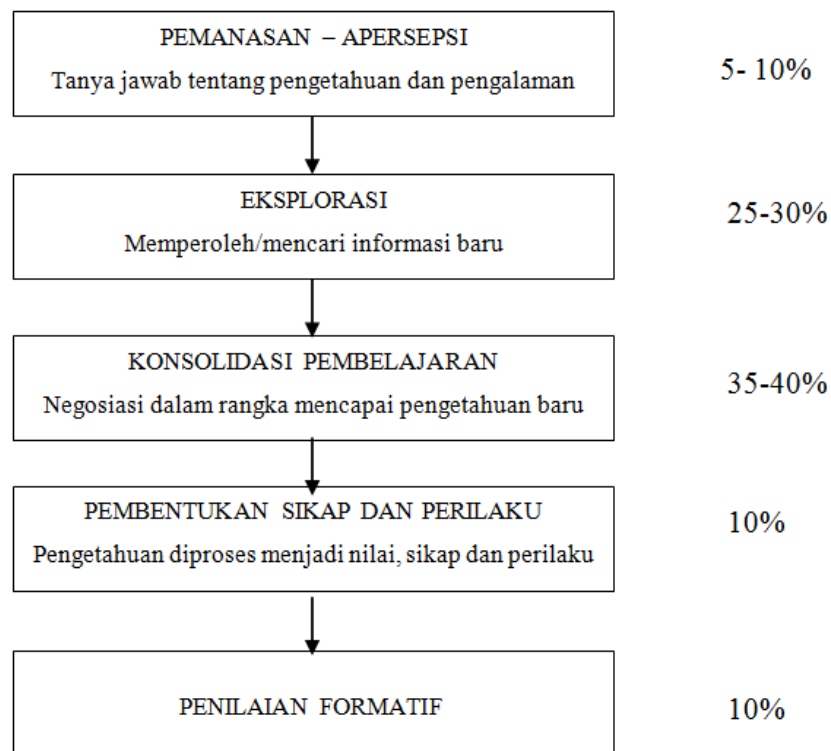 PEMANASAN – APERSEPSI
Tanya jawab tentang pengetahuan dan pengalaman
5- 10%
EKSPLORASI
Memperoleh/mencari informasi baru
25-30%
KONSOLIDASI PEMBELAJARAN
Negosiasi dalam rangka mencapai pengetahuan baru
35-40%
PEMBENTUKAN SIKAP DAN PERILAKU
Pengetahuan diproses menjadi nilai, sikap dan perilaku
10%
PENILAIAN FORMATIF
10%